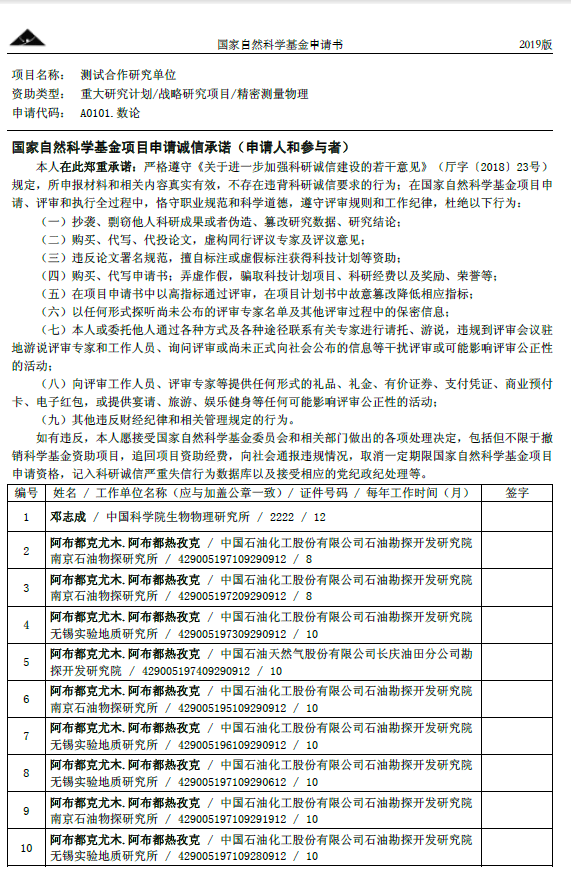 国家自然科学基金申请书 2019版
项目名称： 测试合作研究单位
资助类型： 重大研究计划/战略研究项目/精密测量物理
申请代码： A0101.数论
国家自然科学基金项目申请诚信承诺（申请人和参与者）
本人在此郑重承诺：严格遵守《关于进一步加强科研诚信建设的若干意见》（厅字〔2018〕23号）
规定，所申报材料和相关内容真实有效，不存在违背科研诚信要求的行为；在国家自然科学基金项目申
请、评审和执行全过程中，恪守职业规范和科学道德，遵守评审规则和工作纪律，杜绝以下行为：
（一）抄袭、剽窃他人科研成果或者伪造、篡改研究数据、研究结论；
（二）购买、代写、代投论文，虚构同行评议专家及评议意见；
（三）违反论文署名规范，擅自标注或虚假标注获得科技计划等资助；
（四）购买、代写申请书；弄虚作假，骗取科技计划项目、科研经费以及奖励、荣誉等；
（五）在项目申请书中以高指标通过评审，在项目计划书中故意篡改降低相应指标；
（六）以任何形式探听尚未公布的评审专家名单及其他评审过程中的保密信息；
（七）本人或委托他人通过各种方式及各种途径联系有关专家进行请托、游说，违规到评审会议驻
地游说评审专家和工作人员、询问评审或尚未正式向社会公布的信息等干扰评审或可能影响评审公正性
的活动；
（八）向评审工作人员、评审专家等提供任何形式的礼品、礼金、有价证券、支付凭证、商业预付
卡、电子红包，或提供宴请、旅游、娱乐健身等任何可能影响评审公正性的活动；
（九）其他违反财经纪律和相关管理规定的行为。
如有违反，本人愿接受国家自然科学基金委员会和相关部门做出的各项处理决定，包括但不限于撤
销科学基金资助项目，追回项目资助经费，向社会通报违规情况，取消一定期限国家自然科学基金项目
申请资格，记入科研诚信严重失信行为数据库以及接受相应的党纪政纪处理等。
编号 姓名 / 工作单位名称（应与加盖公章一致）/ 证件号码 / 每年工作时间（月） 签字
1 邓志成 / 中国科学院生物物理研究所 / 2222 / 12
2 阿布都克尤木.阿布都热孜克 / 中国石油化工股份有限公司石油勘探开发研究院
南京石油物探研究所 / 429005197109290912 / 8
3 阿布都克尤木.阿布都热孜克 / 中国石油化工股份有限公司石油勘探开发研究院
南京石油物探研究所 / 429005197209290912 / 8
4 阿布都克尤木.阿布都热孜克 / 中国石油化工股份有限公司石油勘探开发研究院
无锡实验地质研究所 / 429005197309290912 / 10
5 阿布都克尤木.阿布都热孜克 / 中国石油天然气股份有限公司长庆油田分公司勘
探开发研究院 / 429005197409290912 / 10
6 阿布都克尤木.阿布都热孜克 / 中国石油化工股份有限公司石油勘探开发研究院
南京石油物探研究所 / 429005195109290912 / 10
7 阿布都克尤木.阿布都热孜克 / 中国石油化工股份有限公司石油勘探开发研究院
无锡实验地质研究所 / 429005196109290912 / 10
8 阿布都克尤木.阿布都热孜克 / 中国石油化工股份有限公司石油勘探开发研究院
无锡实验地质研究所 / 429005197109290612 / 10
9 阿布都克尤木.阿布都热孜克 / 中国石油化工股份有限公司石油勘探开发研究院
南京石油物探研究所 / 429005197109291912 / 10
10 阿布都克尤木.阿布都热孜克 / 中国石油化工股份有限公司石油勘探开发研究院
无锡实验地质研究所 / 429005197109280912 / 10